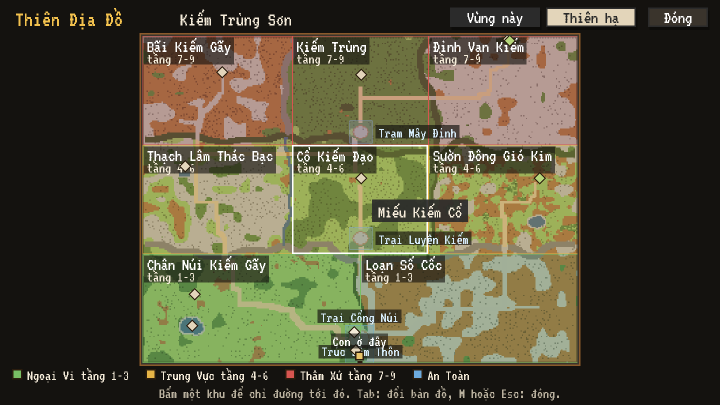 Thiên Địa Đồ
Kiếm Trủng Sơn
Vùng này
Thiên hạ
Đóng
Bãi Kiếm Gãy
tầng 7-9
Kiếm Trủng
tầng 7-9
Đỉnh Vạn Kiếm
tầng 7-9
Trạm Mây Đỉnh
Thạch Lâm Thác Bạc
tầng 4-6
Cổ Kiếm Đạo
tầng 4-6
Sườn Đông Gió Kim
tầng 4-6
Miếu Kiếm Cổ
Trại Luyện Kiếm
Chân Núi Kiếm Gãy
tầng 1-3
Loạn Số Cốc
tầng 1-3
Trại Cổng Núi
Con ở đây
Thôn
Ngoại Vi tầng 1-3
Trung Vực tầng 4-6
Thâm Xứ tầng 7-9
An Toàn
Bấm một khu để chỉ đường tới đó. Tab: đổi bản đồ, M hoặc Esc: đóng.